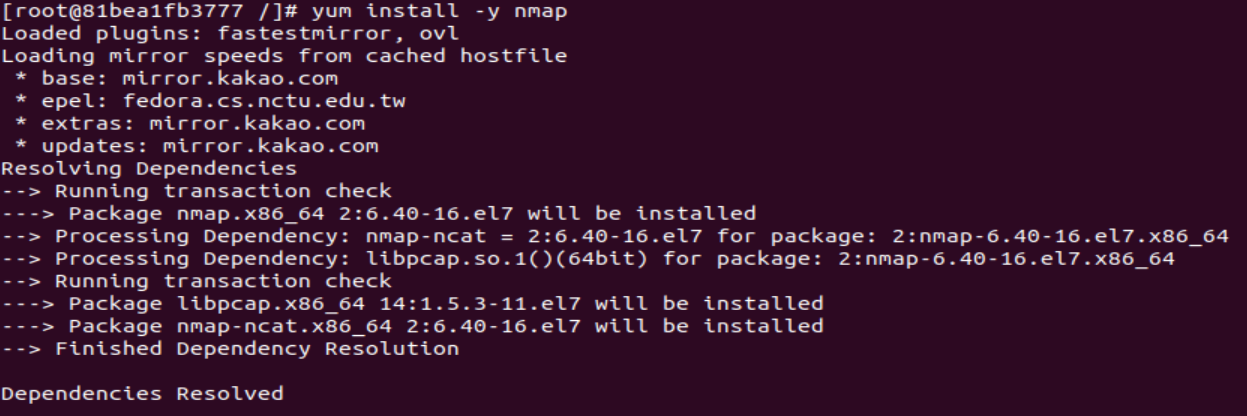 [root@81bea1fb3777 /]# yum install -y nmap
Loaded plugins: fastestmirror, ovl
Loading mirror speeds from cached hostfile
 * base: mirror.kakao.com
 * epel: fedora.cs.nctu.edu.tw
 * extras: mirror.kakao.com
 * updates: mirror.kakao.com
Resolving Dependencies
--> Running transaction check
---> Package nmap.x86_64 2:6.40-16.el7 will be installed
--> Processing Dependency: nmap-ncat = 2:6.40-16.el7 for package: 2:nmap-6.40-16.el7.x86_64
--> Processing Dependency: libpcap.so.1()(64bit) for package: 2:nmap-6.40-16.el7.x86_64
--> Running transaction check
---> Package libpcap.x86_64 14:1.5.3-11.el7 will be installed
---> Package nmap-ncat.x86_64 2:6.40-16.el7 will be installed
--> Finished Dependency Resolution

Dependencies Resolved